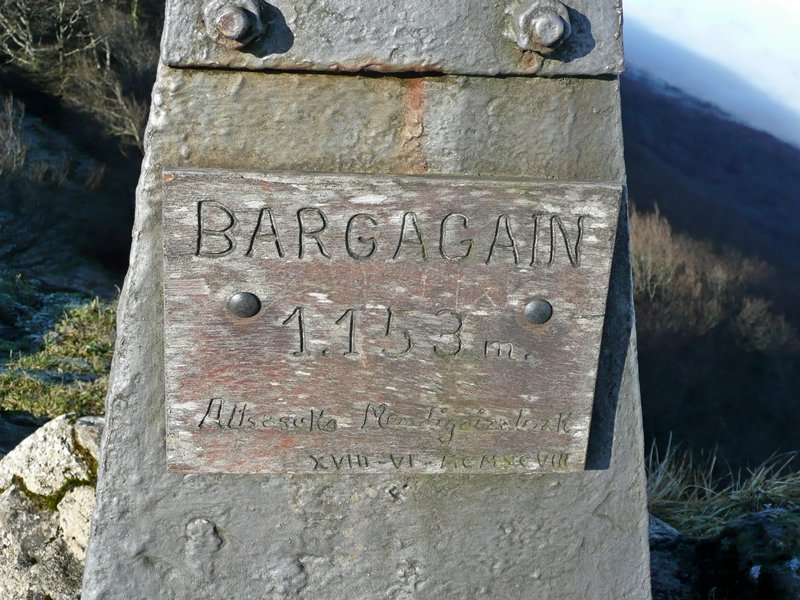 BARGAGAIN
1.153 m.
Altsasuko Mendigoizaleak
XVIII-VI-MCMXCVIII